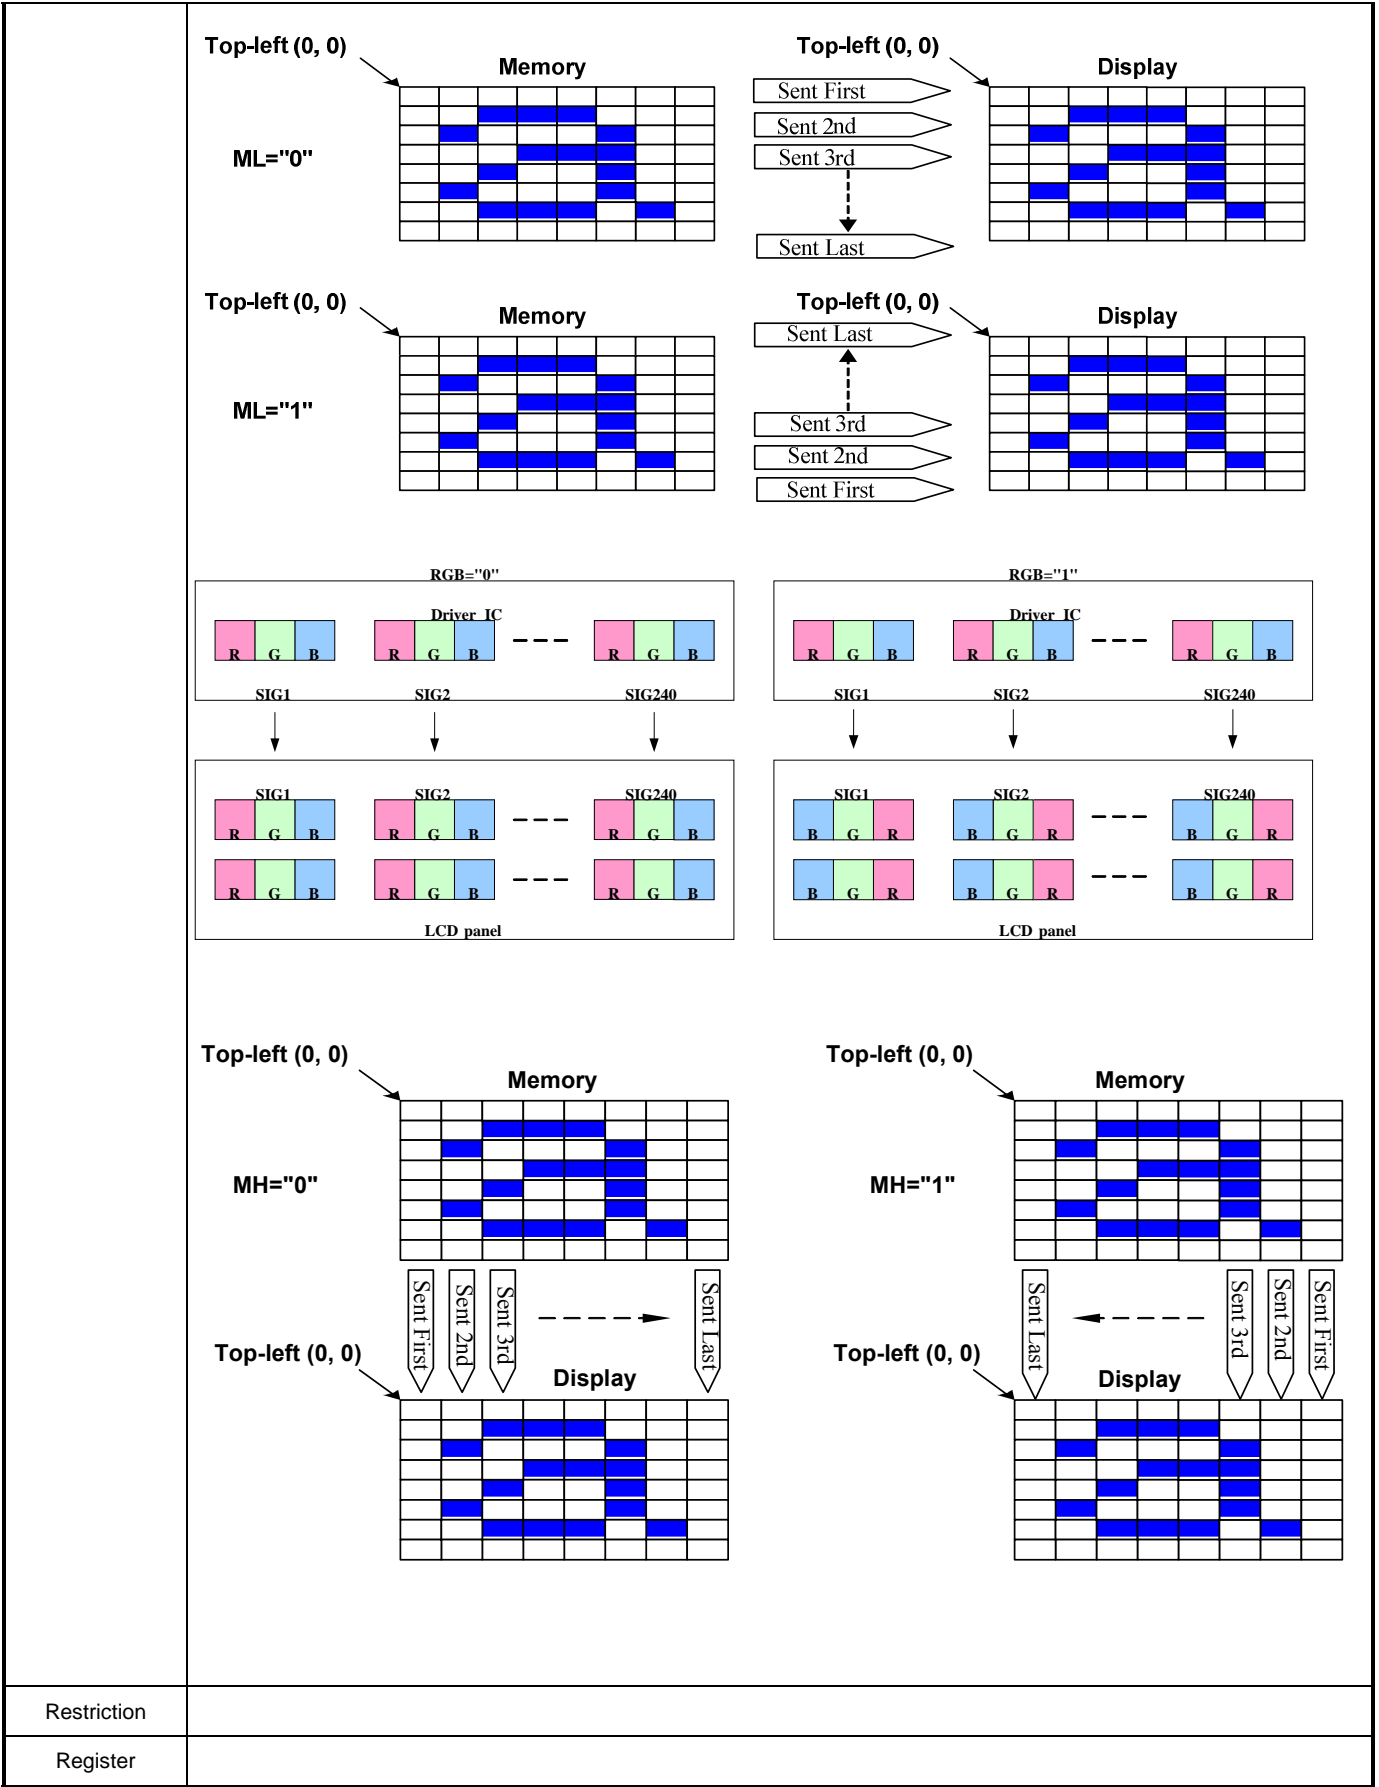 Top-left (0, 0)
Memory
Top-left (0, 0)
Display
ML="0"
Sent First
Sent 2nd
Sent 3rd
Sent Last
Top-left (0, 0)
Memory
Top-left (0, 0)
Display
ML="1"
Sent Last
Sent 3rd
Sent 2nd
Sent First
RGB="0"
Driver IC
R G B R G B R G B
SIG1 SIG2 SIG240
SIG1 SIG2 SIG240
R G B R G B R G B
R G B R G B R G B
LCD panel
RGB="1"
Driver IC
R G B R G B R G B
SIG1 SIG2 SIG240
SIG1 SIG2 SIG240
B G R B G R B G R
B G R B G R B G R
LCD panel
Top-left (0, 0)
Memory
MH="0"
Sent First
Sent 2nd
Sent 3rd
Sent Last
Top-left (0, 0)
Display
Top-left (0, 0)
Memory
MH="1"
Sent Last
Sent 3rd
Sent 2nd
Sent First
Top-left (0, 0)
Display
Restriction
Register